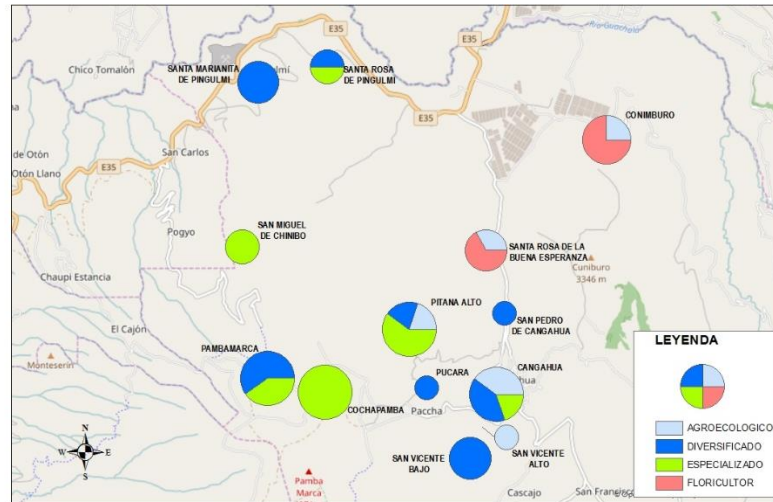 E35
E35
Río Guachalá
Chico Tomalón
SANTA MARIANITA
DE PINGULMI
SANTA ROSA
DE PINGULMI
CONIMBURO
de Otón
San Carlos
Otón Llano
E35
Pogyo
SAN MIGUEL
DE CHINIBO
SANTA ROSA DE LA
BUENA ESPERANZA
Cuniburo
3346 m
Chaupi Estancia
PITANA ALTO
SAN PEDRO
DE CANGAHUA
El Cajón
Monteserín
PAMBAMARCA
PUCARA
CANGAHUA
COCHAPAMBA
Paccha
SAN VICENTE
ALTO
SAN VICENTE
BAJO
Pamba
Marca
Cascajo
San Francisco
N
W
E
S
LEYENDA
AGROECOLOGICO
DIVERSIFICADO
ESPECIALIZADO
FLORICULTOR